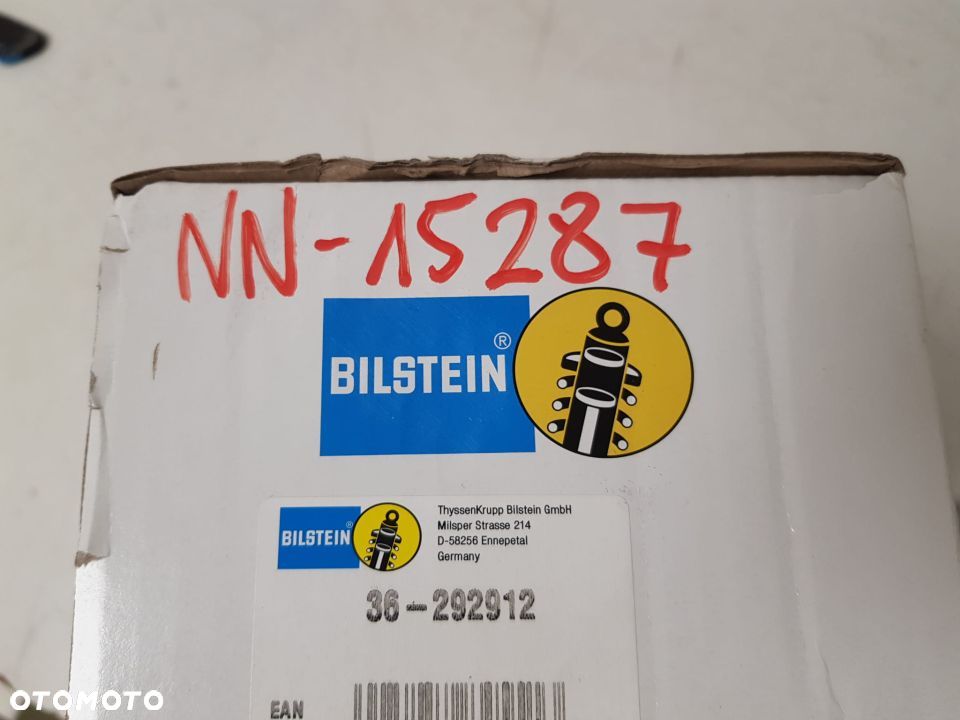 NN-15287
BILSTEIN®
BILSTEIN®
ThyssenKrupp Bilstein GmbH
Milsper Strasse 214
D-58256 Ennepetal
Germany
36-292912
EAN
OTOMOTO